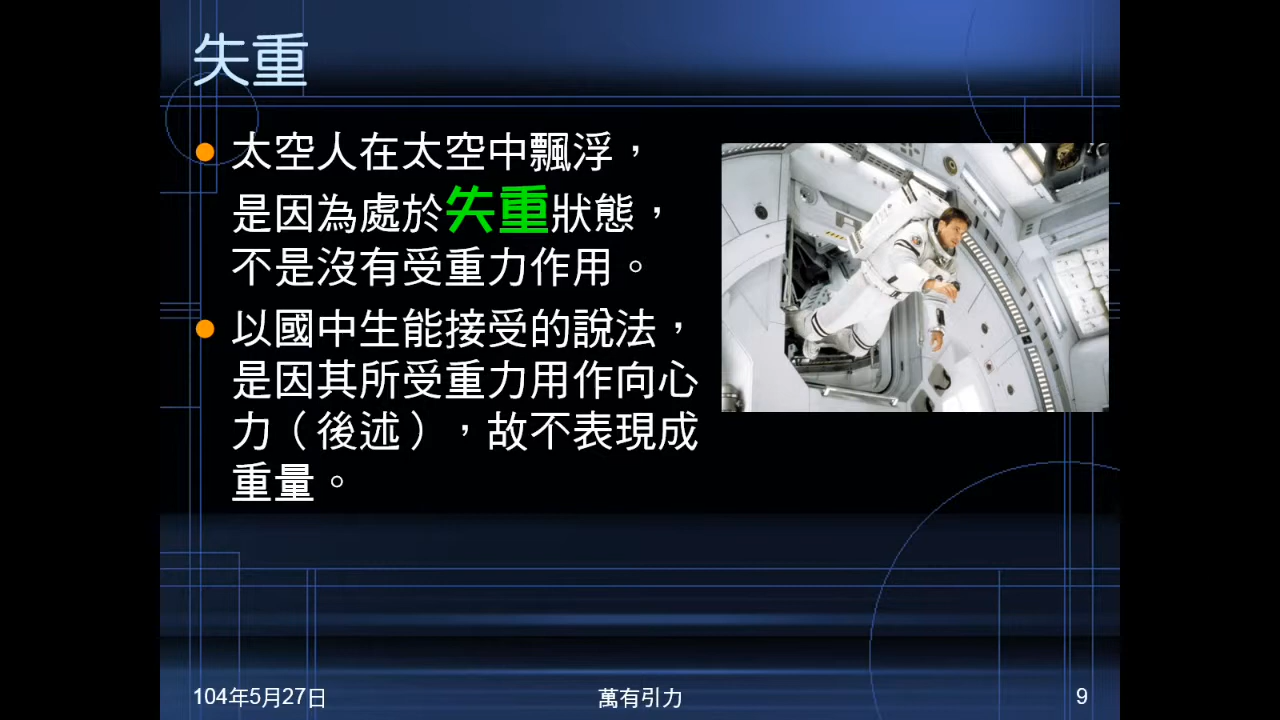 失重
太空人在太空中飄浮，
是因為處於失重狀態，
不是沒有受重力作用。
以國中生能接受的說法，
是因其所受重力用作向心
力（後述），故不表現成
重量。
104年5月27日
萬有引力
9